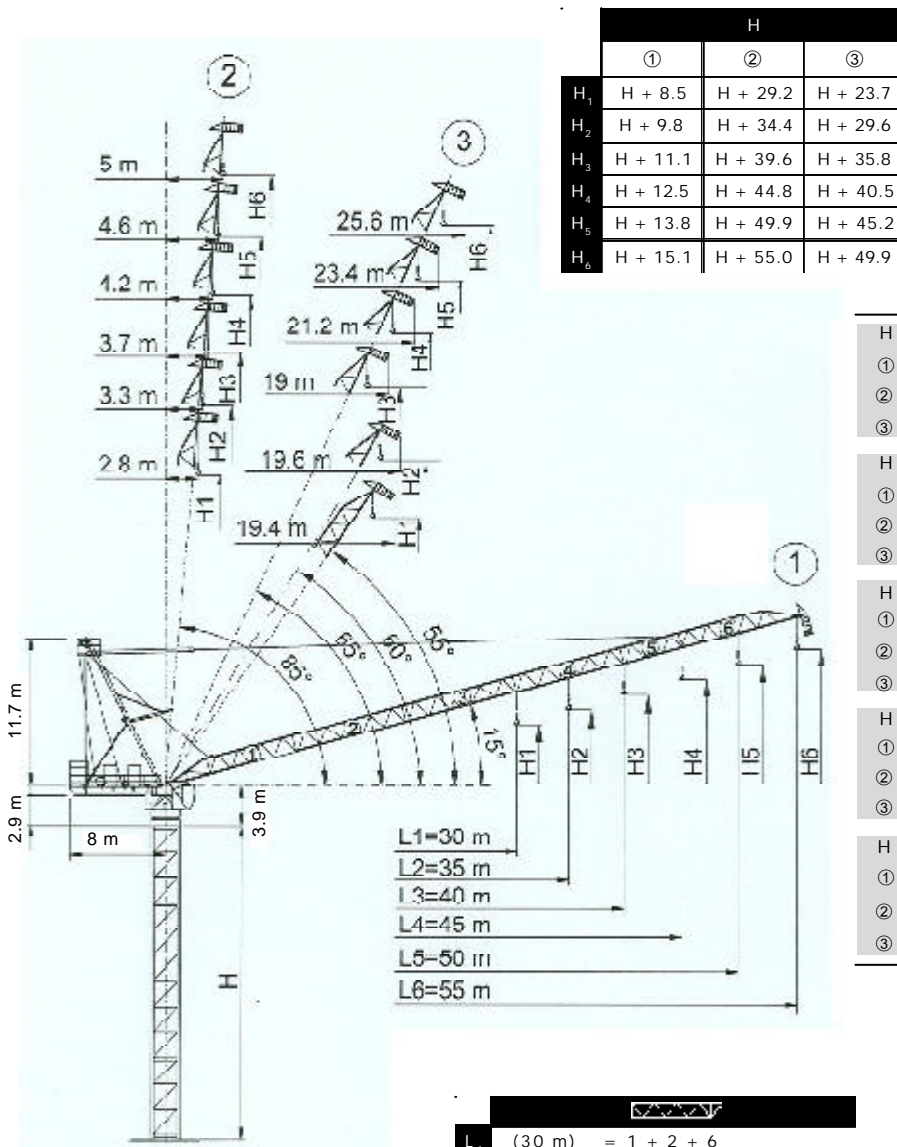 H
① ② ③
H1 H + 8.5 H + 29.2 H + 23.7
H2 H + 9.8 H + 34.4 H + 29.6
H3 H + 11.1 H + 39.6 H + 35.8
H4 H + 12.5 H + 44.8 H + 40.5
H5 H + 13.8 H + 49.9 H + 45.2
H6 H + 15.1 H + 55.0 H + 49.9
②
③
①
5 m
4.6 m
4.2 m
3.7 m
3.3 m
2.8 m
H6
H5
H4
H3
H2
H1
25.6 m
23.4 m
21.2 m
19 m
19.6 m
19.4 m
H6
H5
H4
H3
H2
H1
85°
65°
60°
15°
1
2
4
5
6
H1
H2
H3
H4
H5
H6
11.7 m
2.9 m
8 m
3.9 m
H
L1=30 m
L2=35 m
L3=40 m
L4=45 m
L5=50 m
L6=55 m
H
①
②
③
H
①
②
③
H
①
②
③
H
①
②
③
H
①
②
③
(30 m) = 1 + 2 + 6